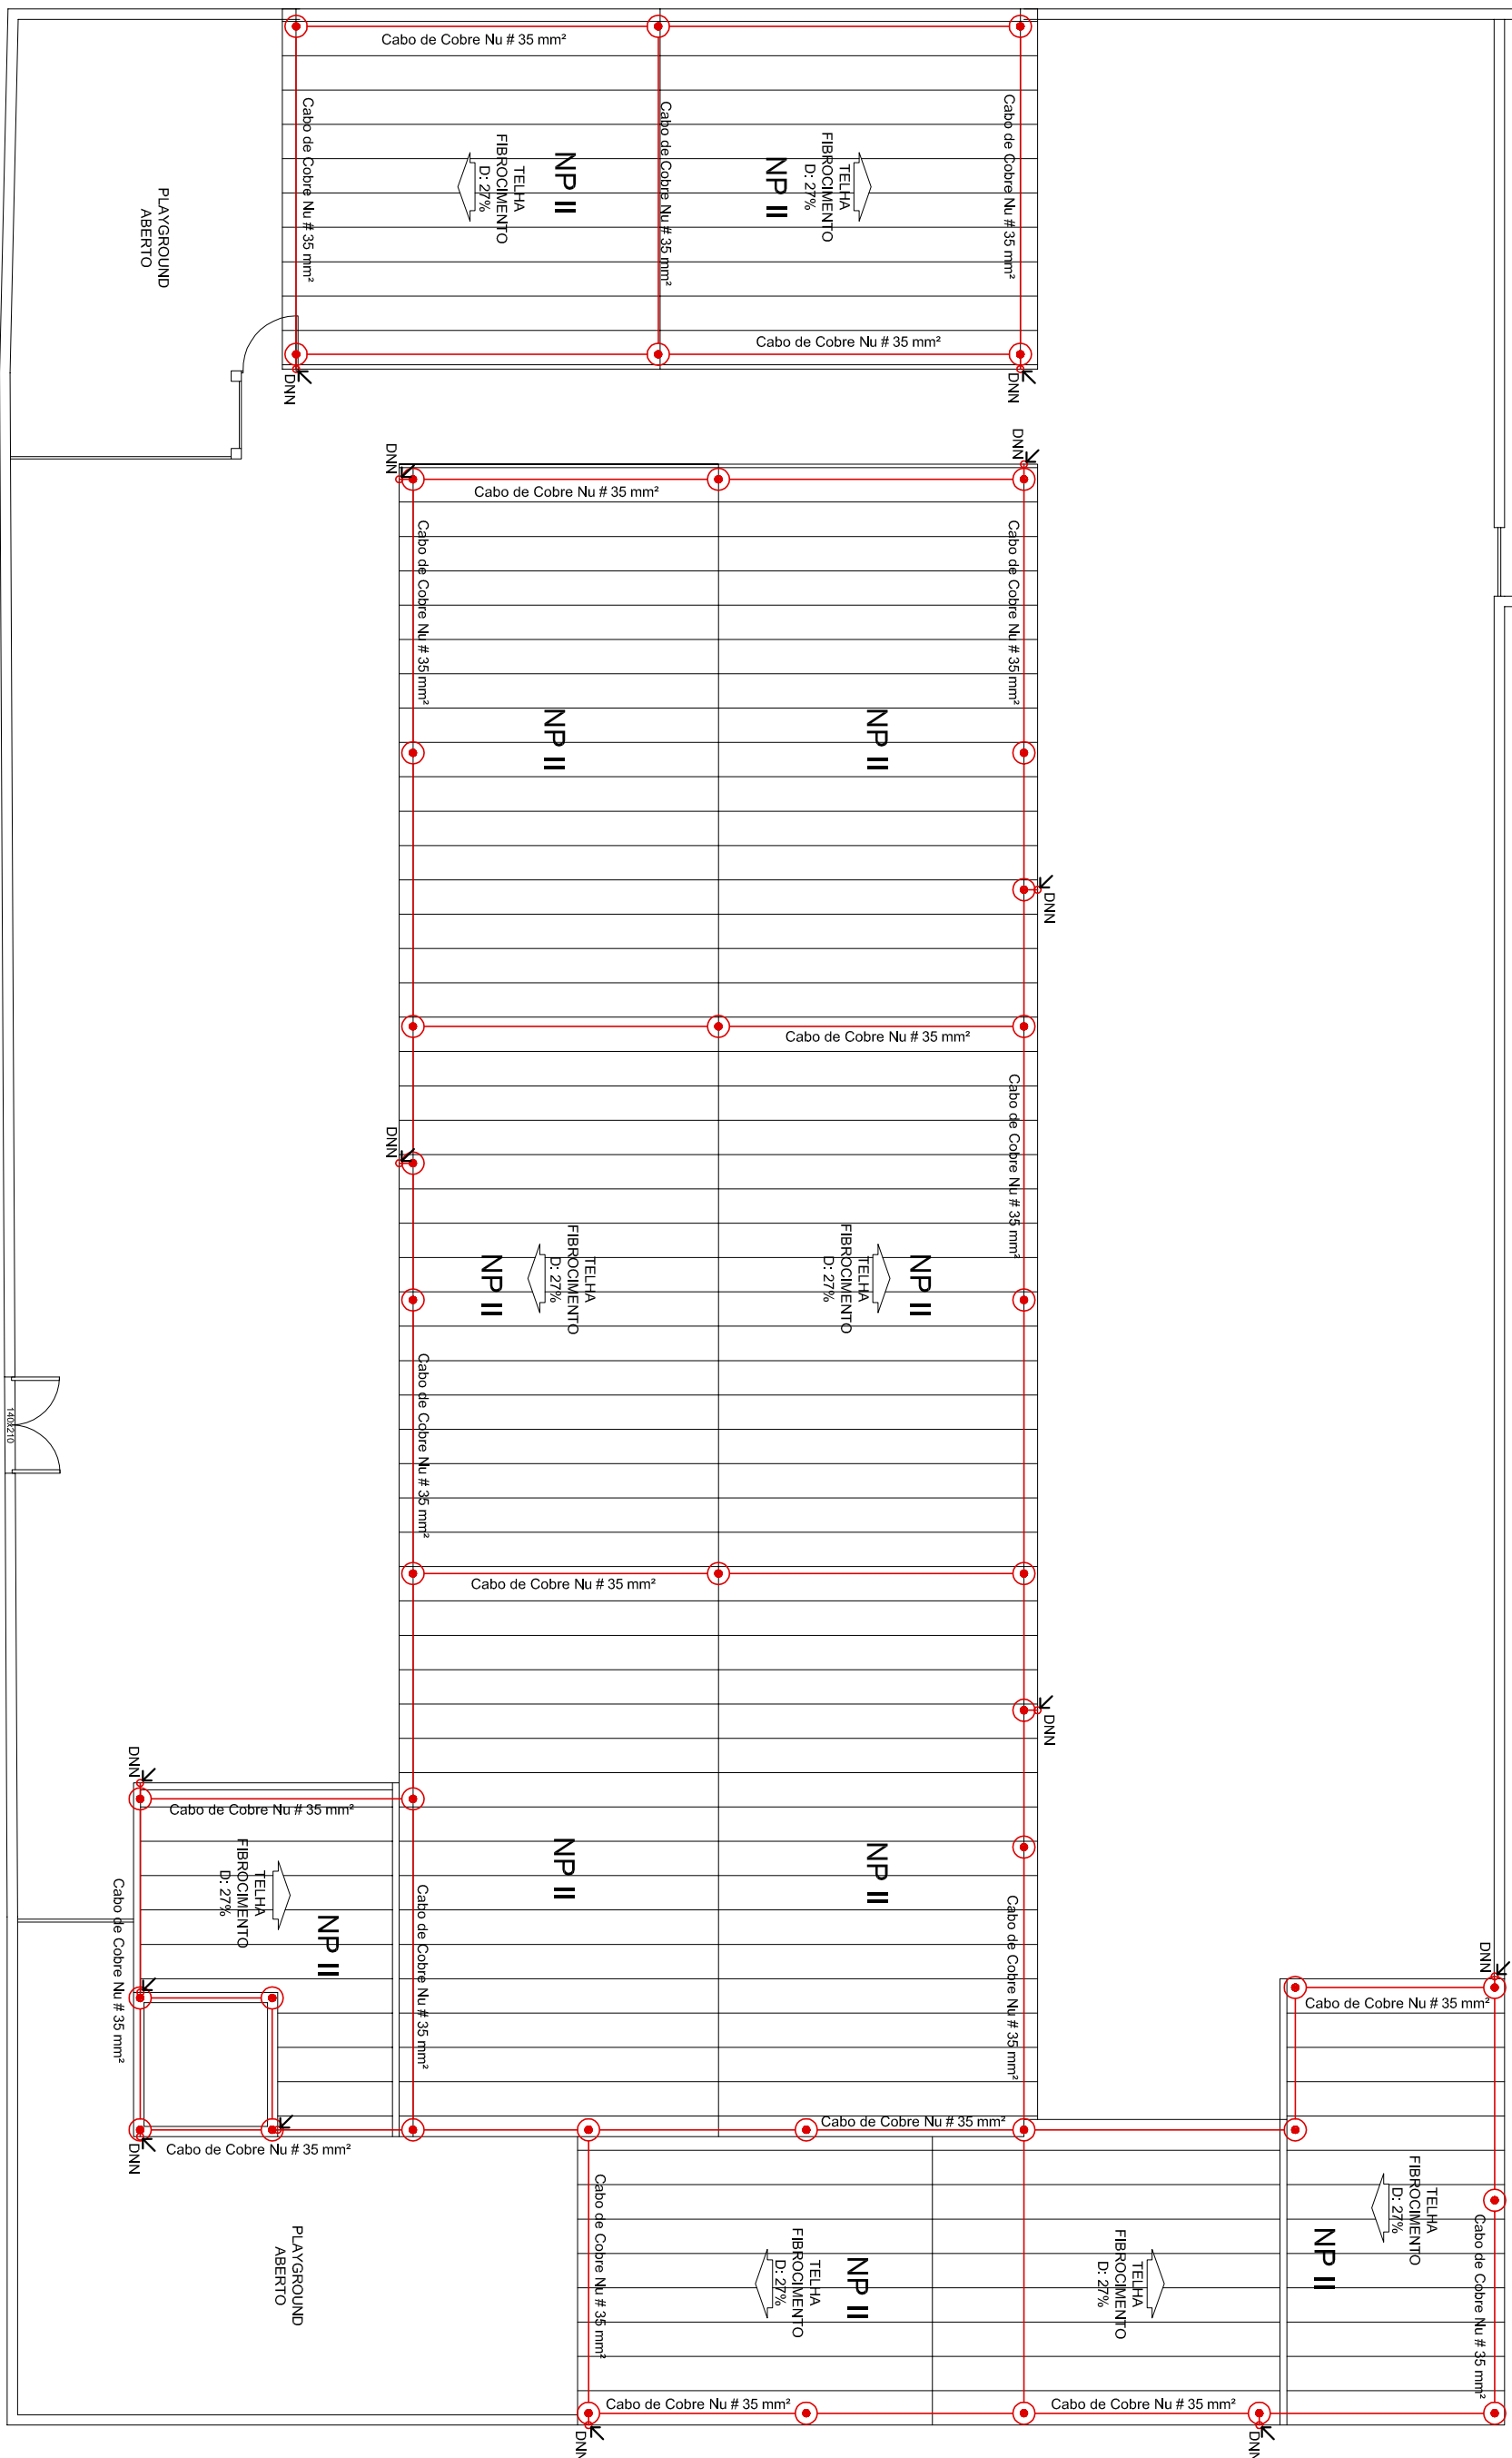 Cabo de Cobre Nu # 35 mm²
Cabo de Cobre Nu # 35 mm²
Cabo de Cobre Nu # 35 mm²
Cabo de Cobre Nu # 35 mm²
TELHA
FIBROCIMENTO
D: 27%
NP II
NP II
TELHA
FIBROCIMENTO
D: 27%
PLAYGROUND
ABERTO
Cabo de Cobre Nu # 35 mm²
DNN
DNN
DNN
DNN
Cabo de Cobre Nu # 35 mm²
Cabo de Cobre Nu # 35 mm²
Cabo de Cobre Nu # 35 mm²
NP II
NP II
DNN
Cabo de Cobre Nu # 35 mm²
Cabo de Cobre Nu # 35 mm²
DNN
TELHA
FIBROCIMENTO
D: 27%
NP II
TELHA
FIBROCIMENTO
D: 27%
NP II
Cabo de Cobre Nu # 35 mm²
140x210
Cabo de Cobre Nu # 35 mm²
DNN
DNN
Cabo de Cobre Nu # 35 mm²
TELHA
FIBROCIMENTO
D: 27%
NP II
NP II
NP II
Cabo de Cobre Nu # 35 mm²
Cabo de Cobre Nu # 35 mm²
Cabo de Cobre Nu # 35 mm²
DNN
Cabo de Cobre Nu # 35 mm²
Cabo de Cobre Nu # 35 mm²
DNN
Cabo de Cobre Nu # 35 mm²
TELHA
FIBROCIMENTO
D: 27%
NP II
Cabo de Cobre Nu # 35 mm²
Cabo de Cobre Nu # 35 mm²
PLAYGROUND
ABERTO
TELHA
FIBROCIMENTO
D: 27%
NP II
TELHA
FIBROCIMENTO
D: 27%
Cabo de Cobre Nu # 35 mm²
Cabo de Cobre Nu # 35 mm²
DNN
DNN